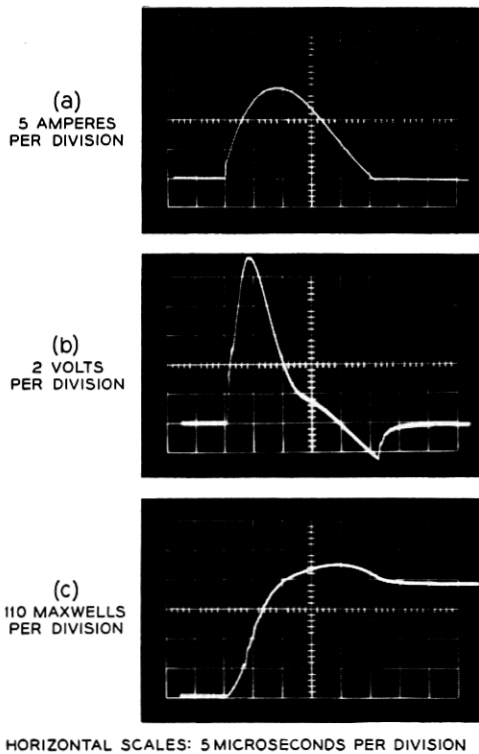 (a)
5 AMPERES
PER DIVISION
(b)
2 VOLTS
PER DIVISION
(c)
110 MAXWELLS
PER DIVISION
HORIZONTAL SCALES: 5 MICROSECONDS PER DIVISION